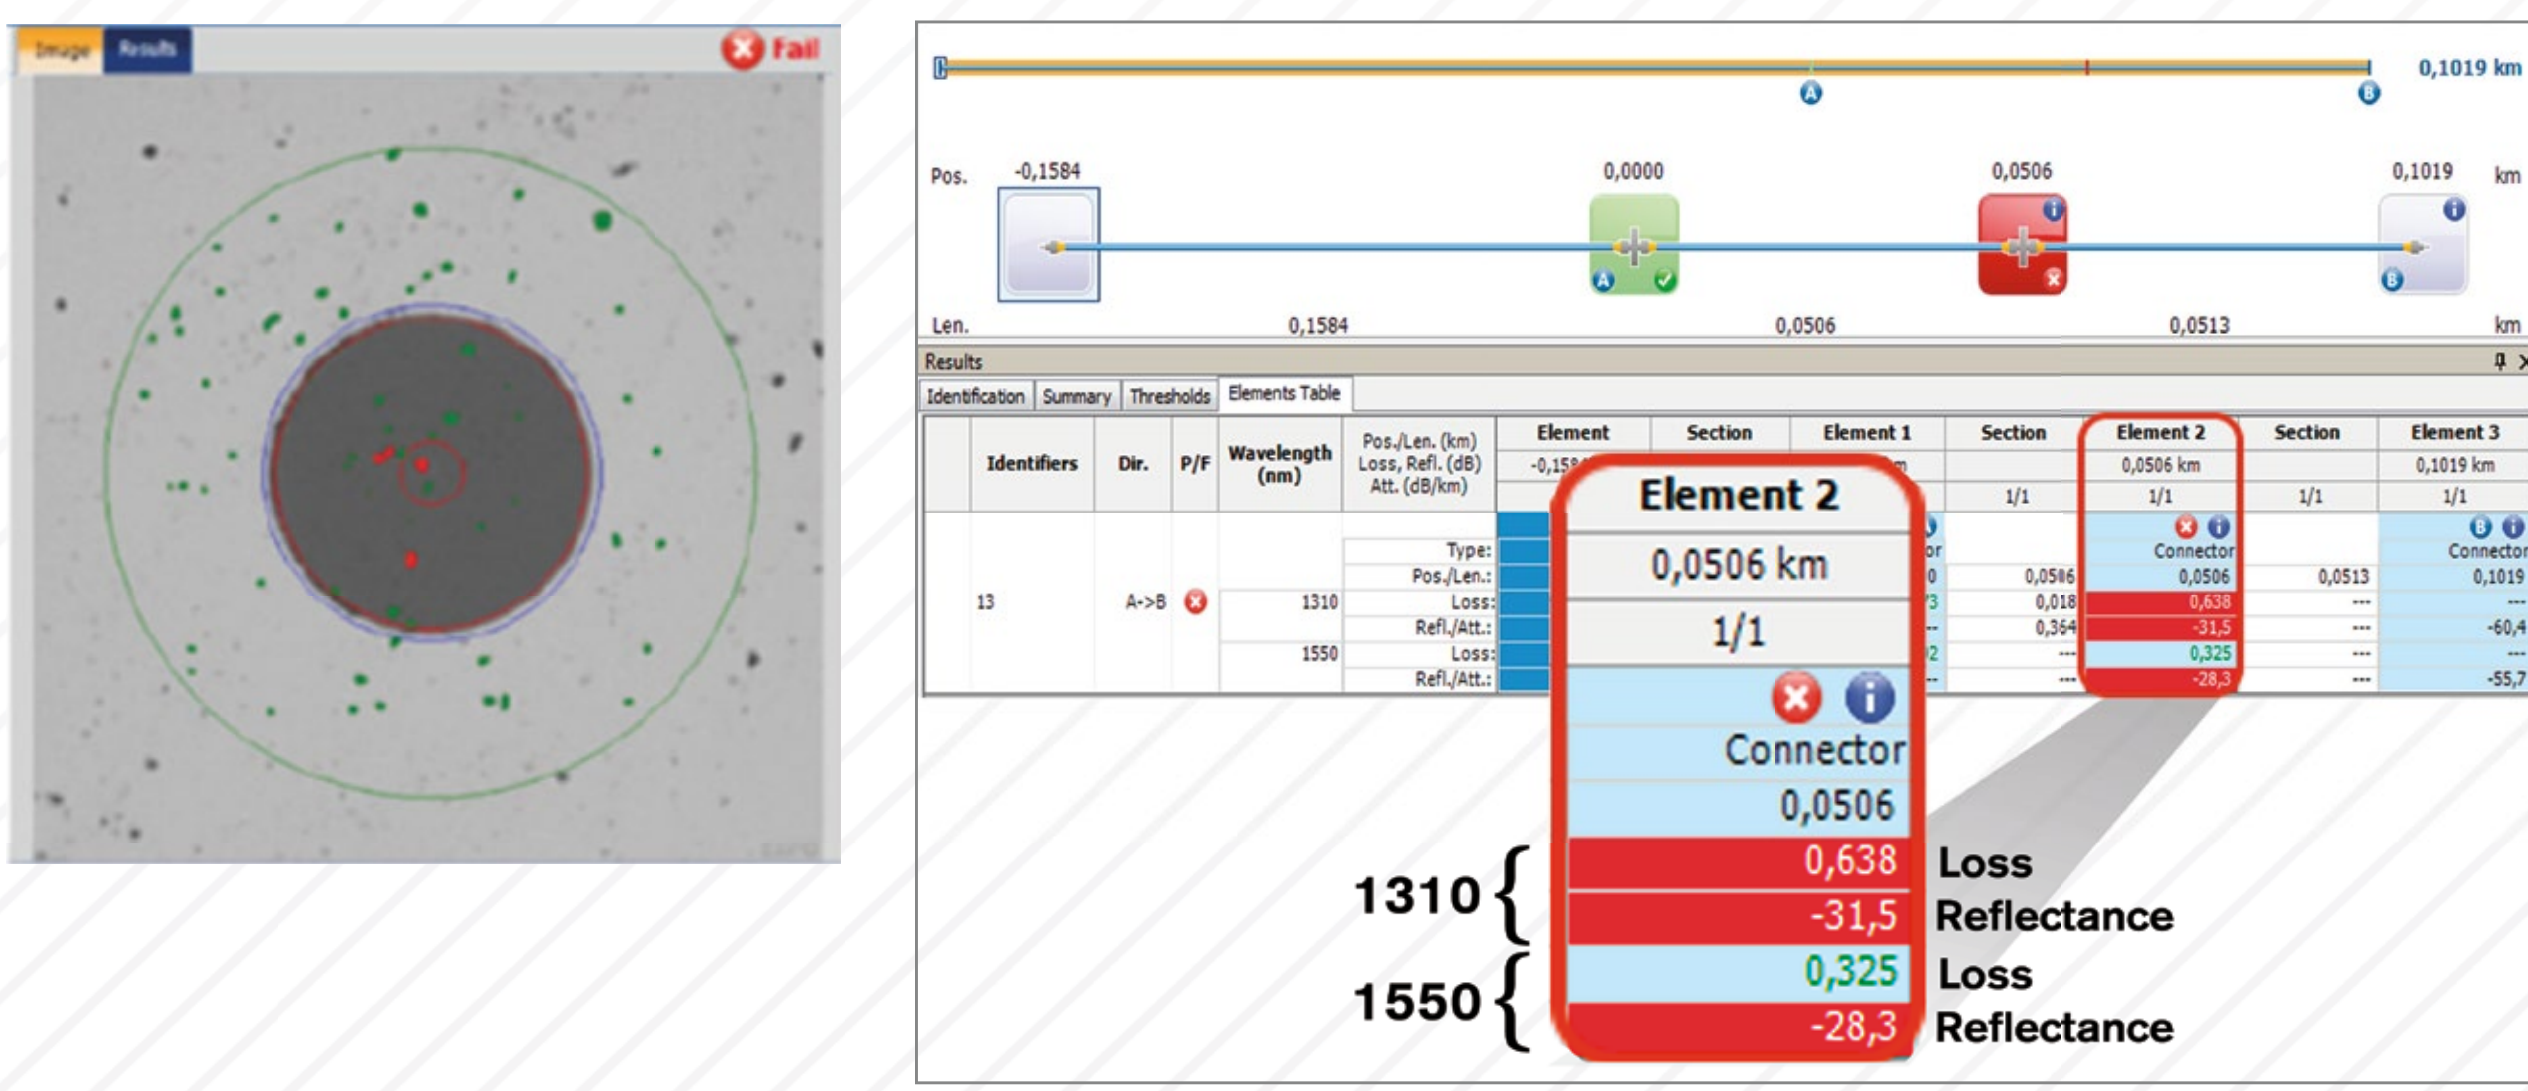 Image Results Fail
0,1019 km
A B
Pos. -0,1584 0,0000 0,0506 0,1019 km
i i
A B
Len. 0,1584 0,0506 0,0513 km
Results
Identification Summary Thresholds Elements Table
Identifiers Dir. P/F Wavelength (nm) Pos./Len. (km) Loss, Refl. (dB) Att. (dB/km)
Element Section Element 1 Section Element 2 Section Element 3
0,0506 km 0,1019 km
1/1 1/1 1/1 1/1
i B i
Type: Connector Connector
Pos./Len.: 0,0506 0,0506 0,0513 0,1019
13 A->B 1310 Loss: 0,018 0,638 --- ---
Refl./Att.: 0,364 -31,5 --- -60,4
1550 Loss: --- 0,325 --- ---
Refl./Att.: --- -28,3 --- -55,7
Element 2
0,0506 km
1/1
i
Connector
0,0506
1310 0,638 Loss
-31,5 Reflectance
1550 0,325 Loss
-28,3 Reflectance